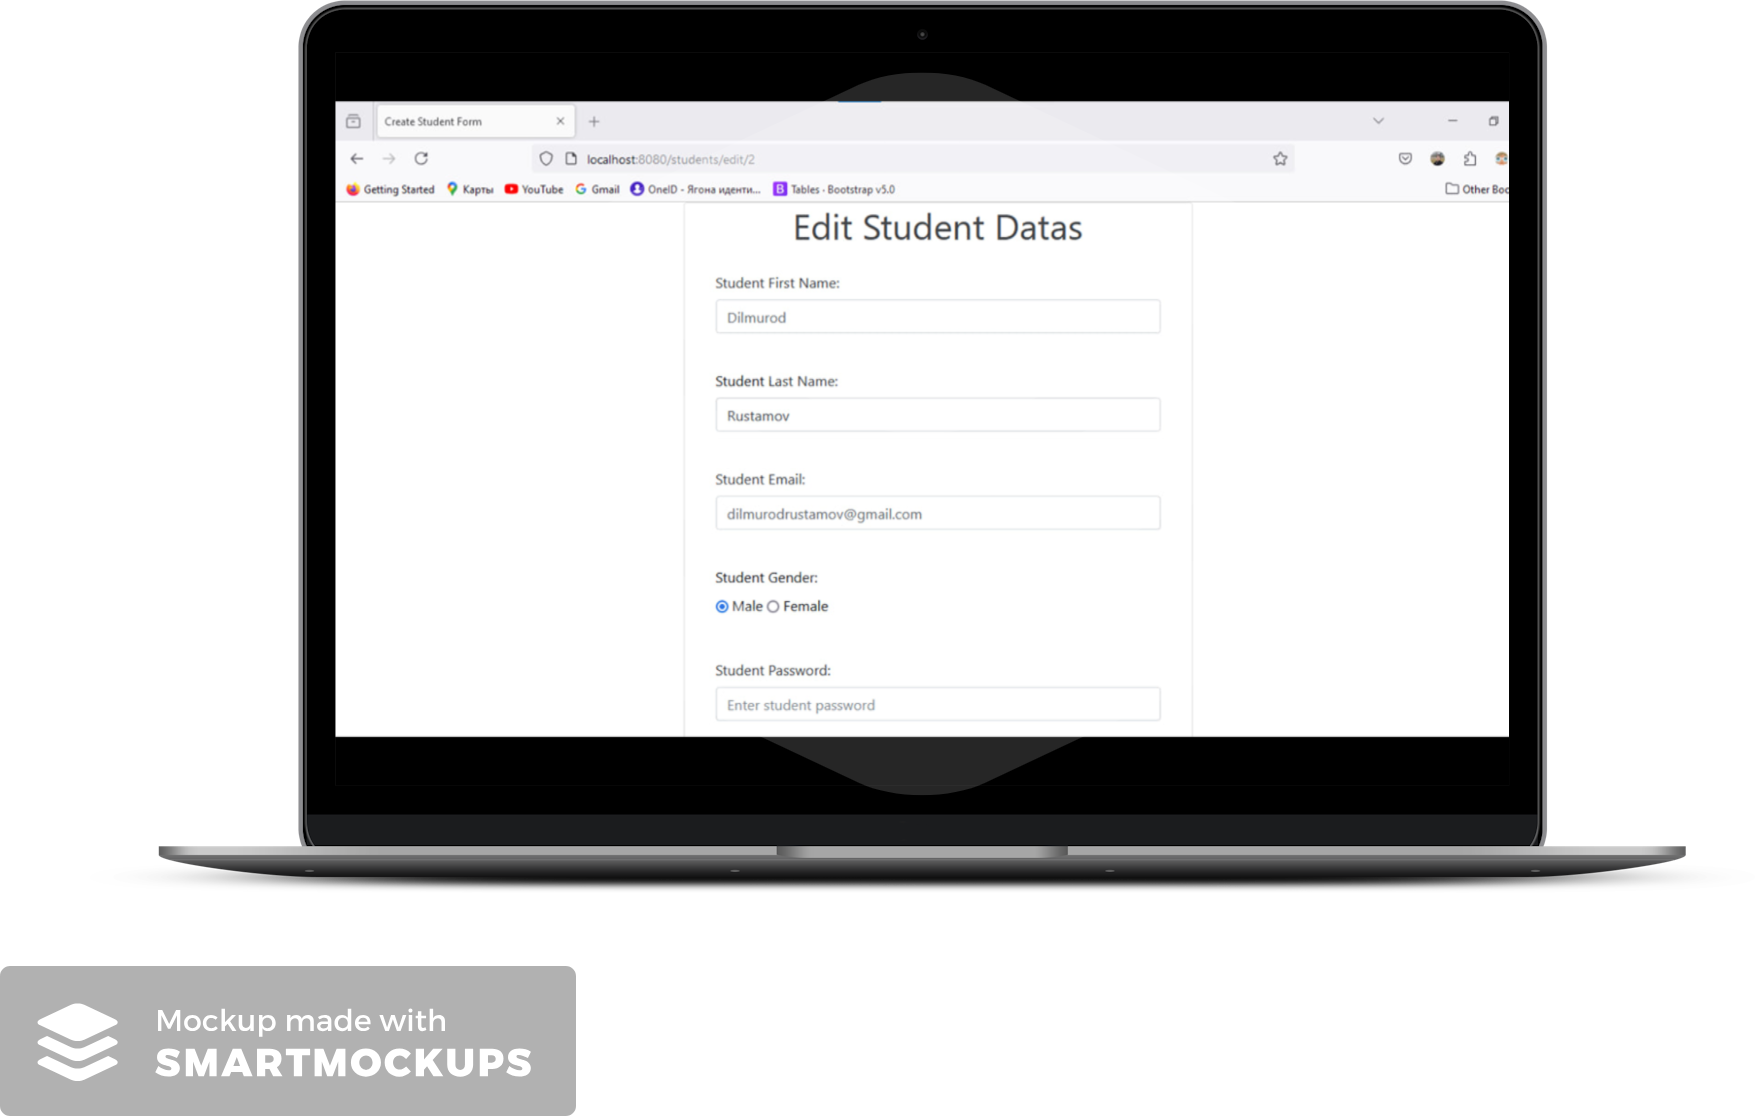 Create Student Form
localhost:8080/students/edit/2
Getting Started Карты YouTube Gmail OneID - Ягона иденти... Tables · Bootstrap v5.0 Other Boo
Edit Student Datas
Student First Name:
Dilmurod
Student Last Name:
Rustamov
Student Email:
dilmurodrustamov@gmail.com
Student Gender:
Male Female
Student Password:
Enter student password
Mockup made with
SMARTMOCKUPS